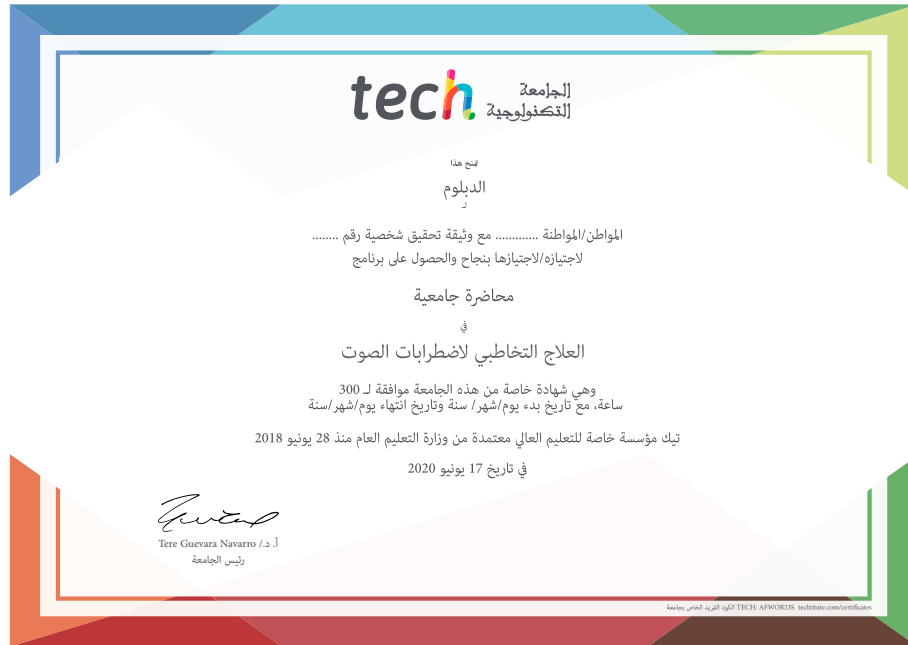 tech الجامعة
التكنولوجية
تمنح هذا
الدبلوم
لـ
المواطن/المواطنة ............. مع وثيقة تحقيق شخصية رقم ........
لاجتيازه/لاجتيازها بنجاح والحصول على برنامج
محاضرة جامعية
في
العلاج التخاطبي لاضطرابات الصوت
وهي شهادة خاصة من هذه الجامعة موافقة لـ 300
ساعة، مع تاريخ بدء يوم/شهر/ سنة وتاريخ انتهاء يوم/شهر/سنة
تيك مؤسسة خاصة للتعليم العالي معتمدة من وزارة التعليم العام منذ 28 يونيو 2018
في تاريخ 17 يونيو 2020
أ. د./ Tere Guevara Navarro
رئيس الجامعة
الكود الفريد الخاص بجامعة TECH: AFWOR23S techtitute.com/certificates